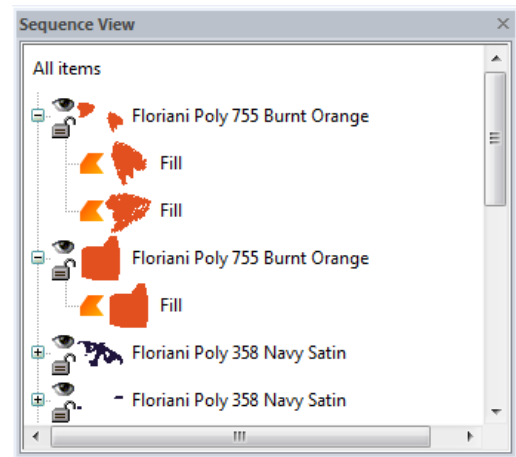 Sequence View
All items
Floriani Poly 755 Burnt Orange
Fill
Fill
Floriani Poly 755 Burnt Orange
Fill
Floriani Poly 358 Navy Satin
Floriani Poly 358 Navy Satin